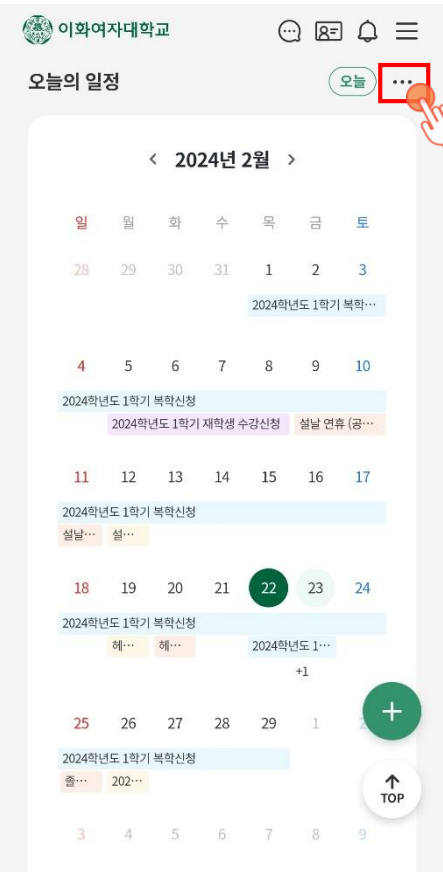 이화여자대학교
오늘의 일정 오늘
< 2024년 2월 >
일 월 화 수 목 금 토
28 29 30 31 1 2 3
2024학년도 1학기 복학…
4 5 6 7 8 9 10
2024학년도 1학기 복학신청
2024학년도 1학기 재학생 수강신청 설날 연휴 (공…
11 12 13 14 15 16 17
2024학년도 1학기 복학신청
설날… 설…
18 19 20 21 22 23 24
2024학년도 1학기 복학신청
헤… 헤… 2024학년도 1…
+1
25 26 27 28 29 1 2
2024학년도 1학기 복학신청
졸… 202…
TOP
3 4 5 6 7 8 9